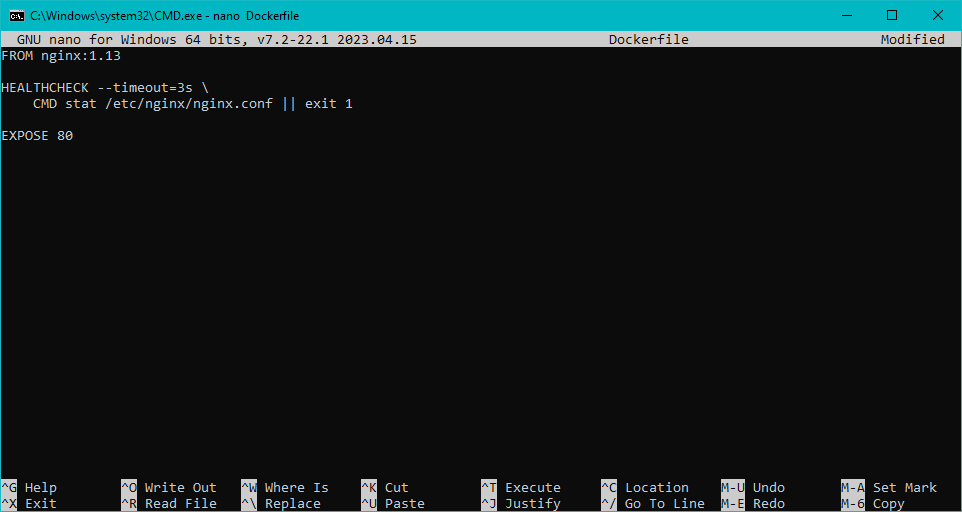 C:\Windows\system32\CMD.exe - nano Dockerfile
GNU nano for Windows 64 bits, v7.2-22.1 2023.04.15 Dockerfile Modified
FROM nginx:1.13
HEALTHCHECK --timeout=3s \
CMD stat /etc/nginx/nginx.conf || exit 1
EXPOSE 80
^G Help ^O Write Out ^W Where Is ^K Cut ^T Execute ^C Location M-U Undo M-A Set Mark
^X Exit ^R Read File ^\ Replace ^U Paste ^J Justify ^/ Go To Line M-E Redo M-6 Copy